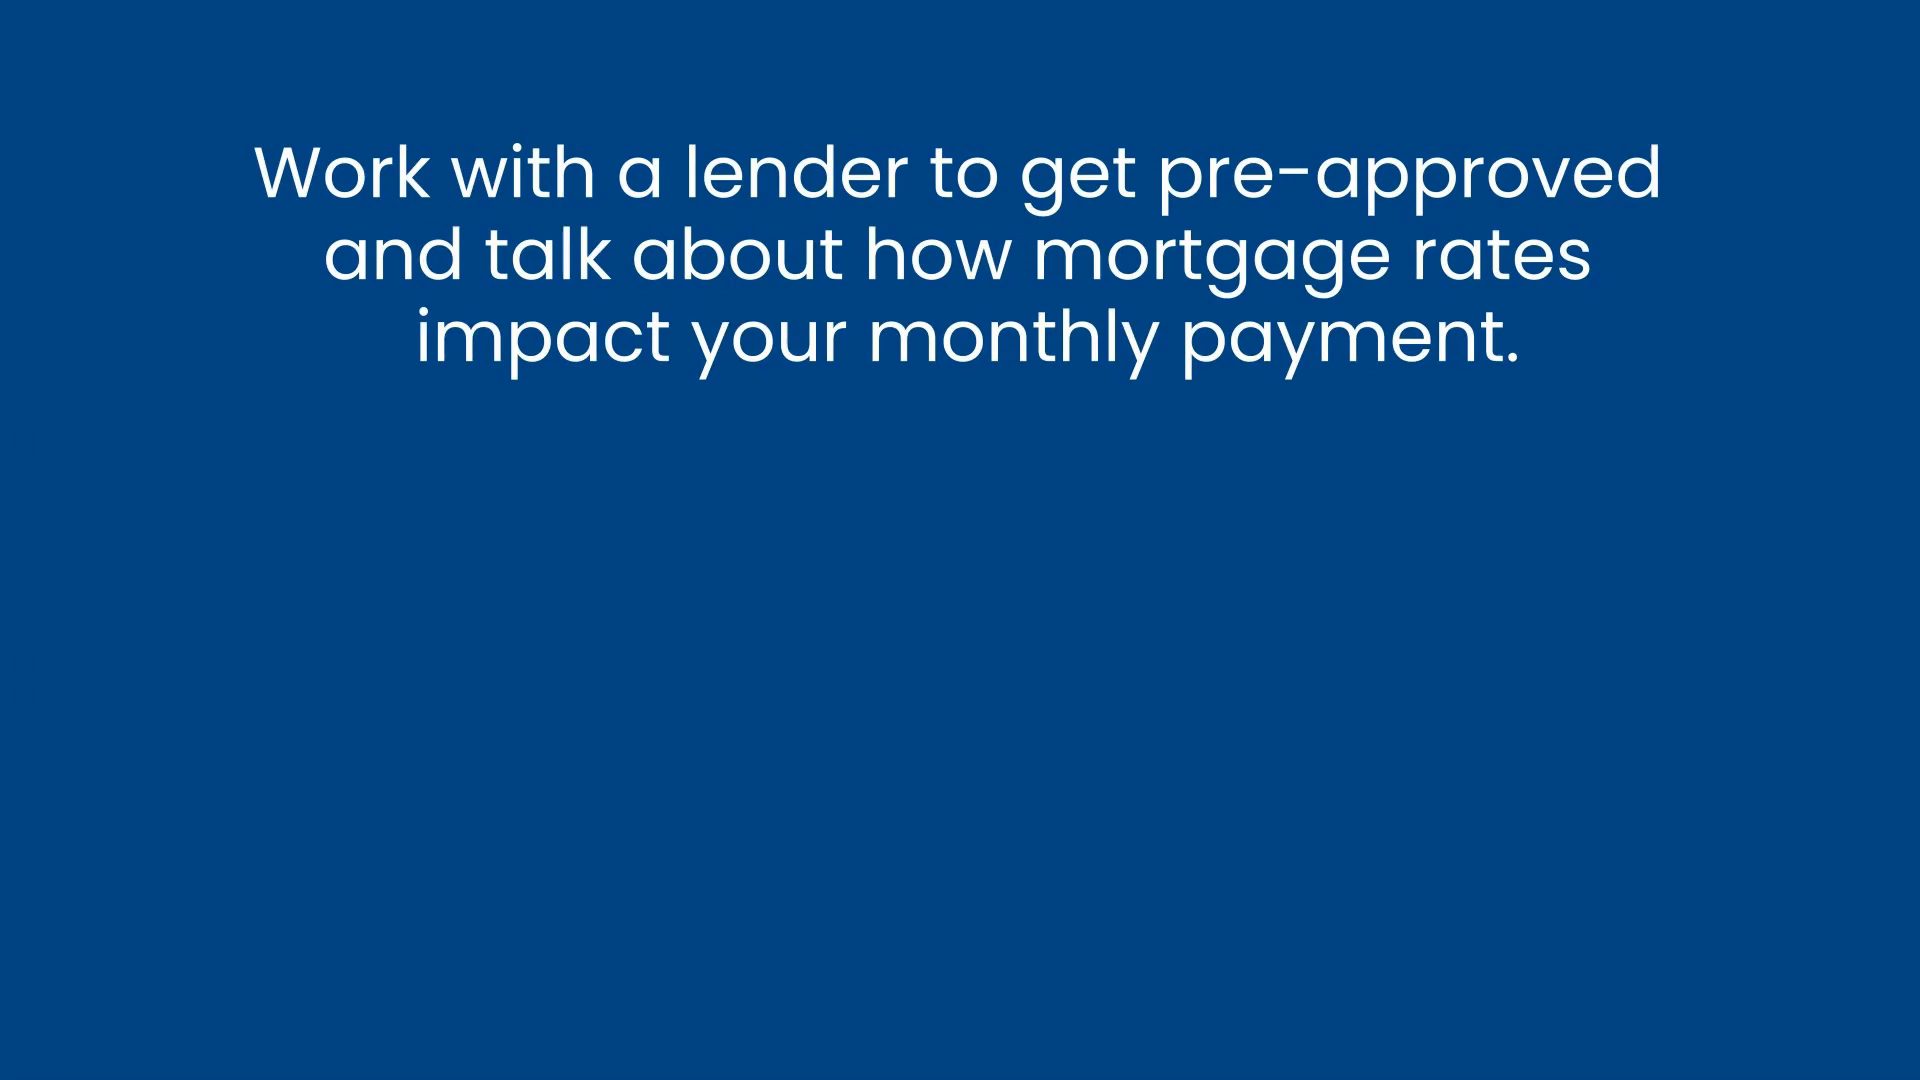 Work with a lender to get pre-approved
and talk about how mortgage rates
impact your monthly payment.